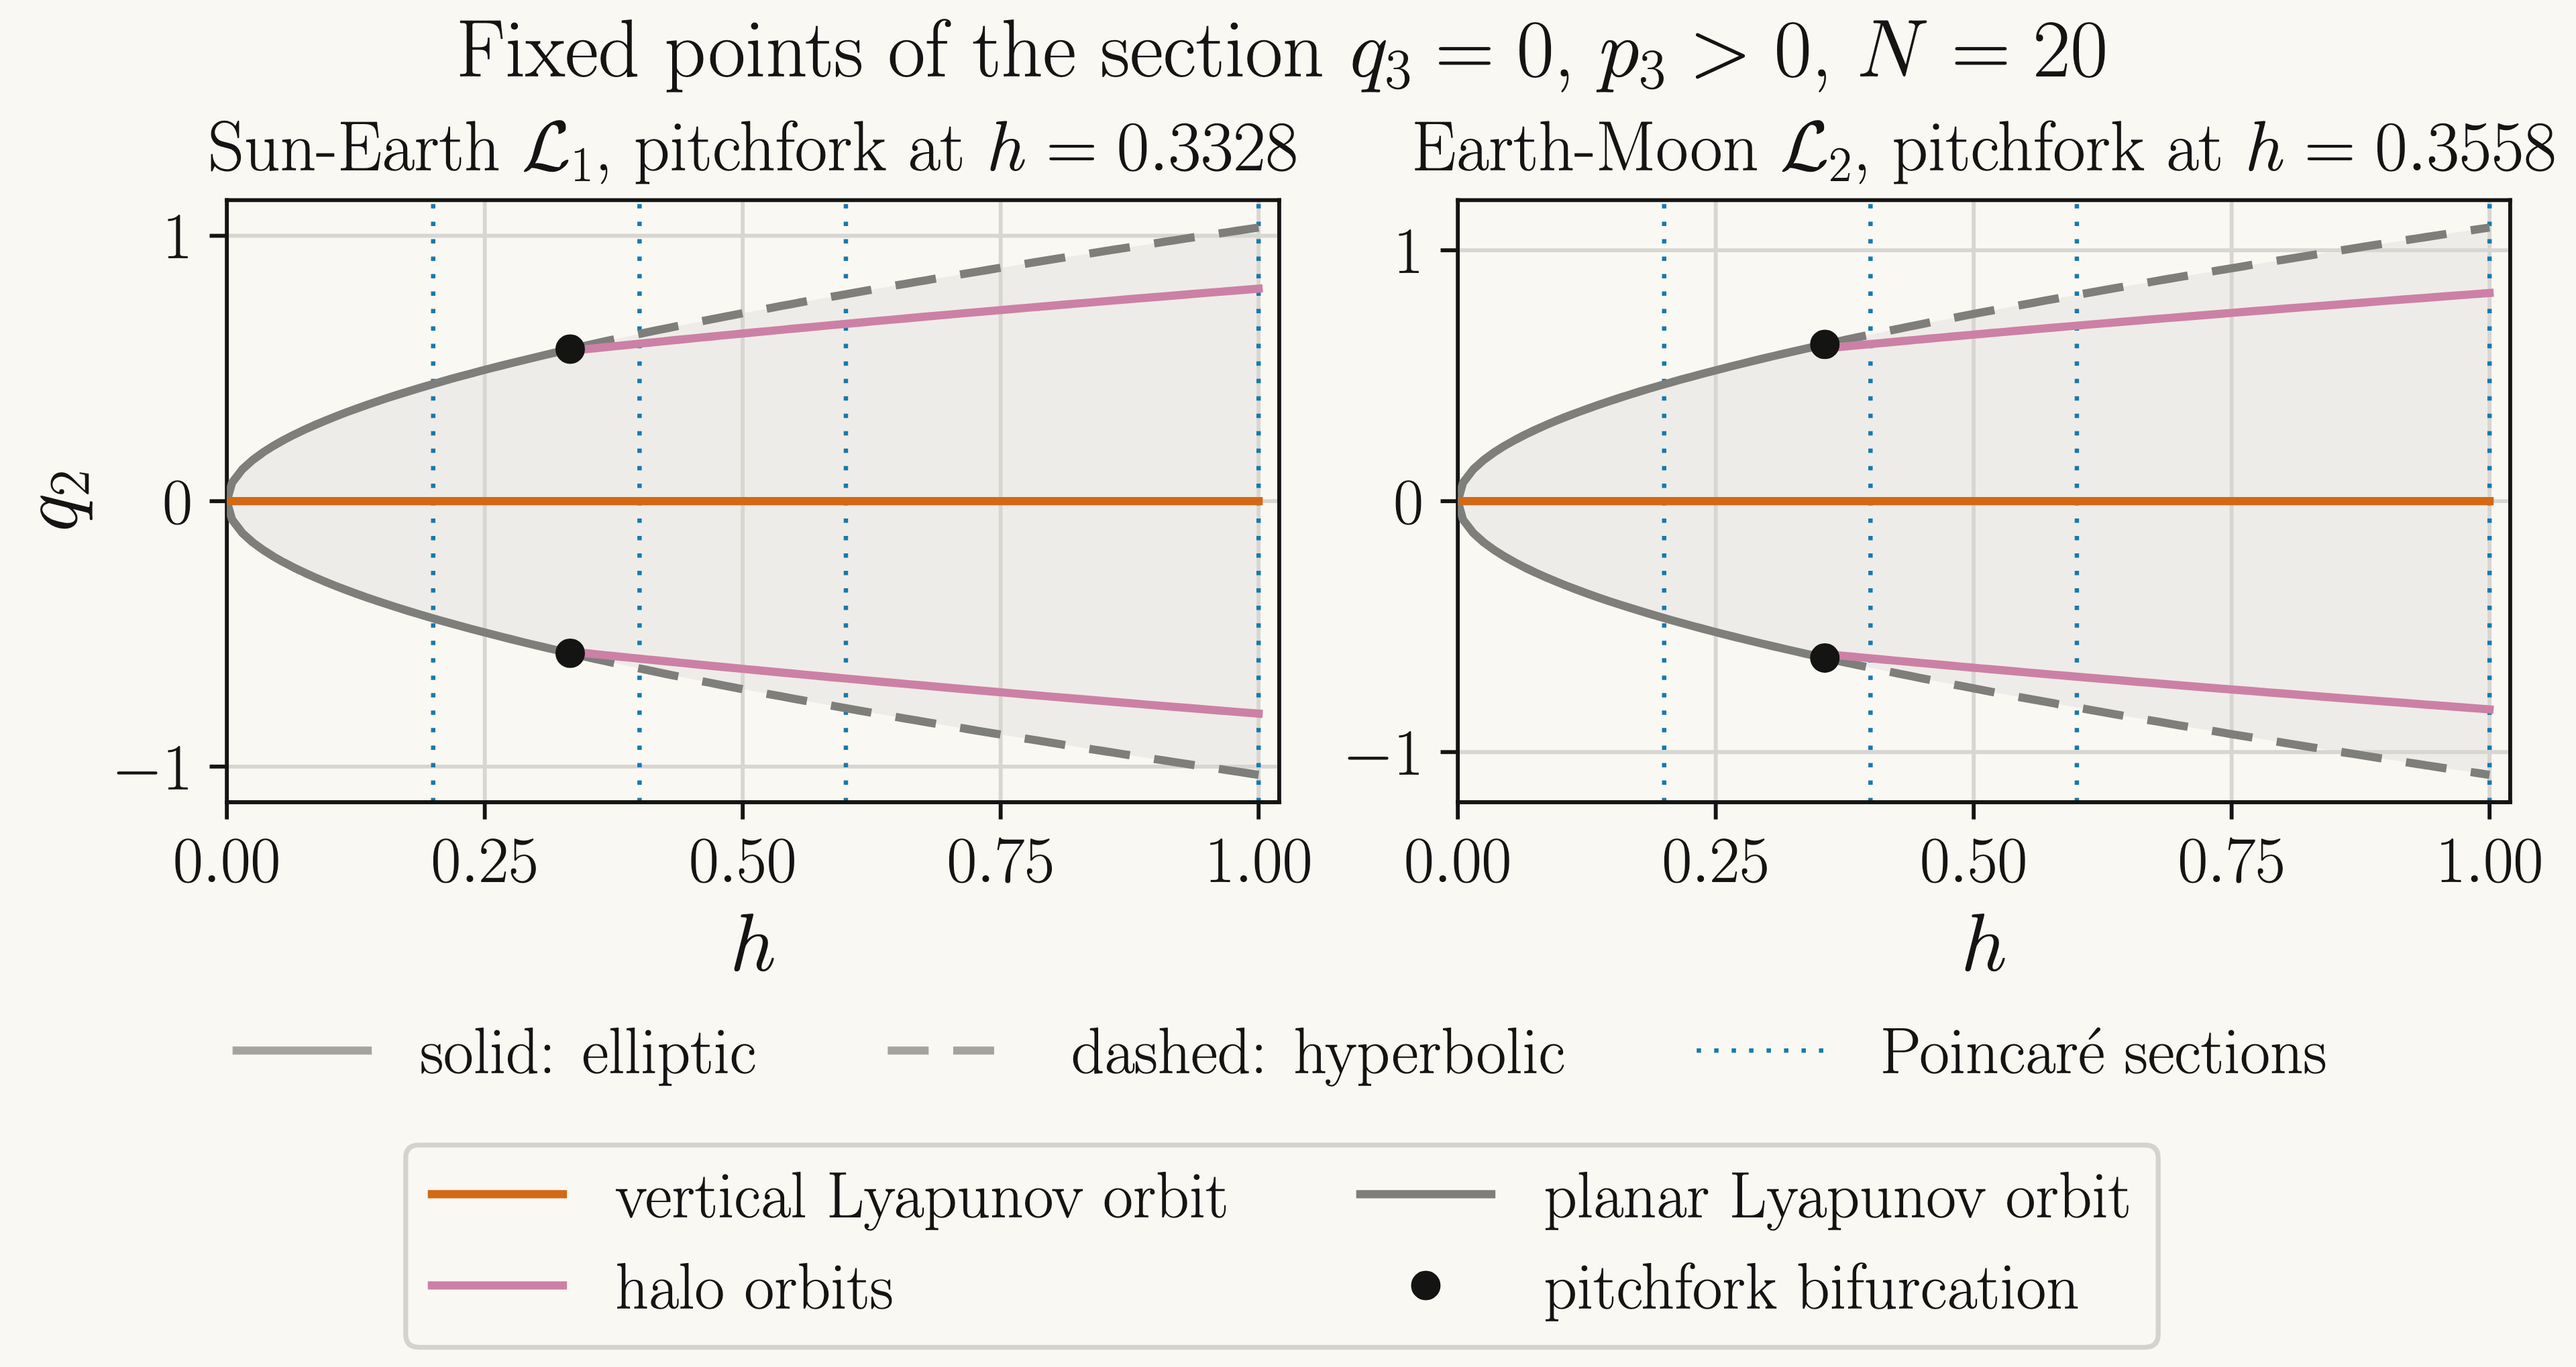 Fixed points of the section q₃ = 0, p₃ > 0, N = 20
Sun-Earth 𝓛₁, pitchfork at h = 0.3328
1
0
−1
q₂
0.00 0.25 0.50 0.75 1.00
h
Earth-Moon 𝓛₂, pitchfork at h = 0.3558
1
0
−1
0.00 0.25 0.50 0.75 1.00
h
solid: elliptic
dashed: hyperbolic
Poincaré sections
vertical Lyapunov orbit
halo orbits
planar Lyapunov orbit
pitchfork bifurcation